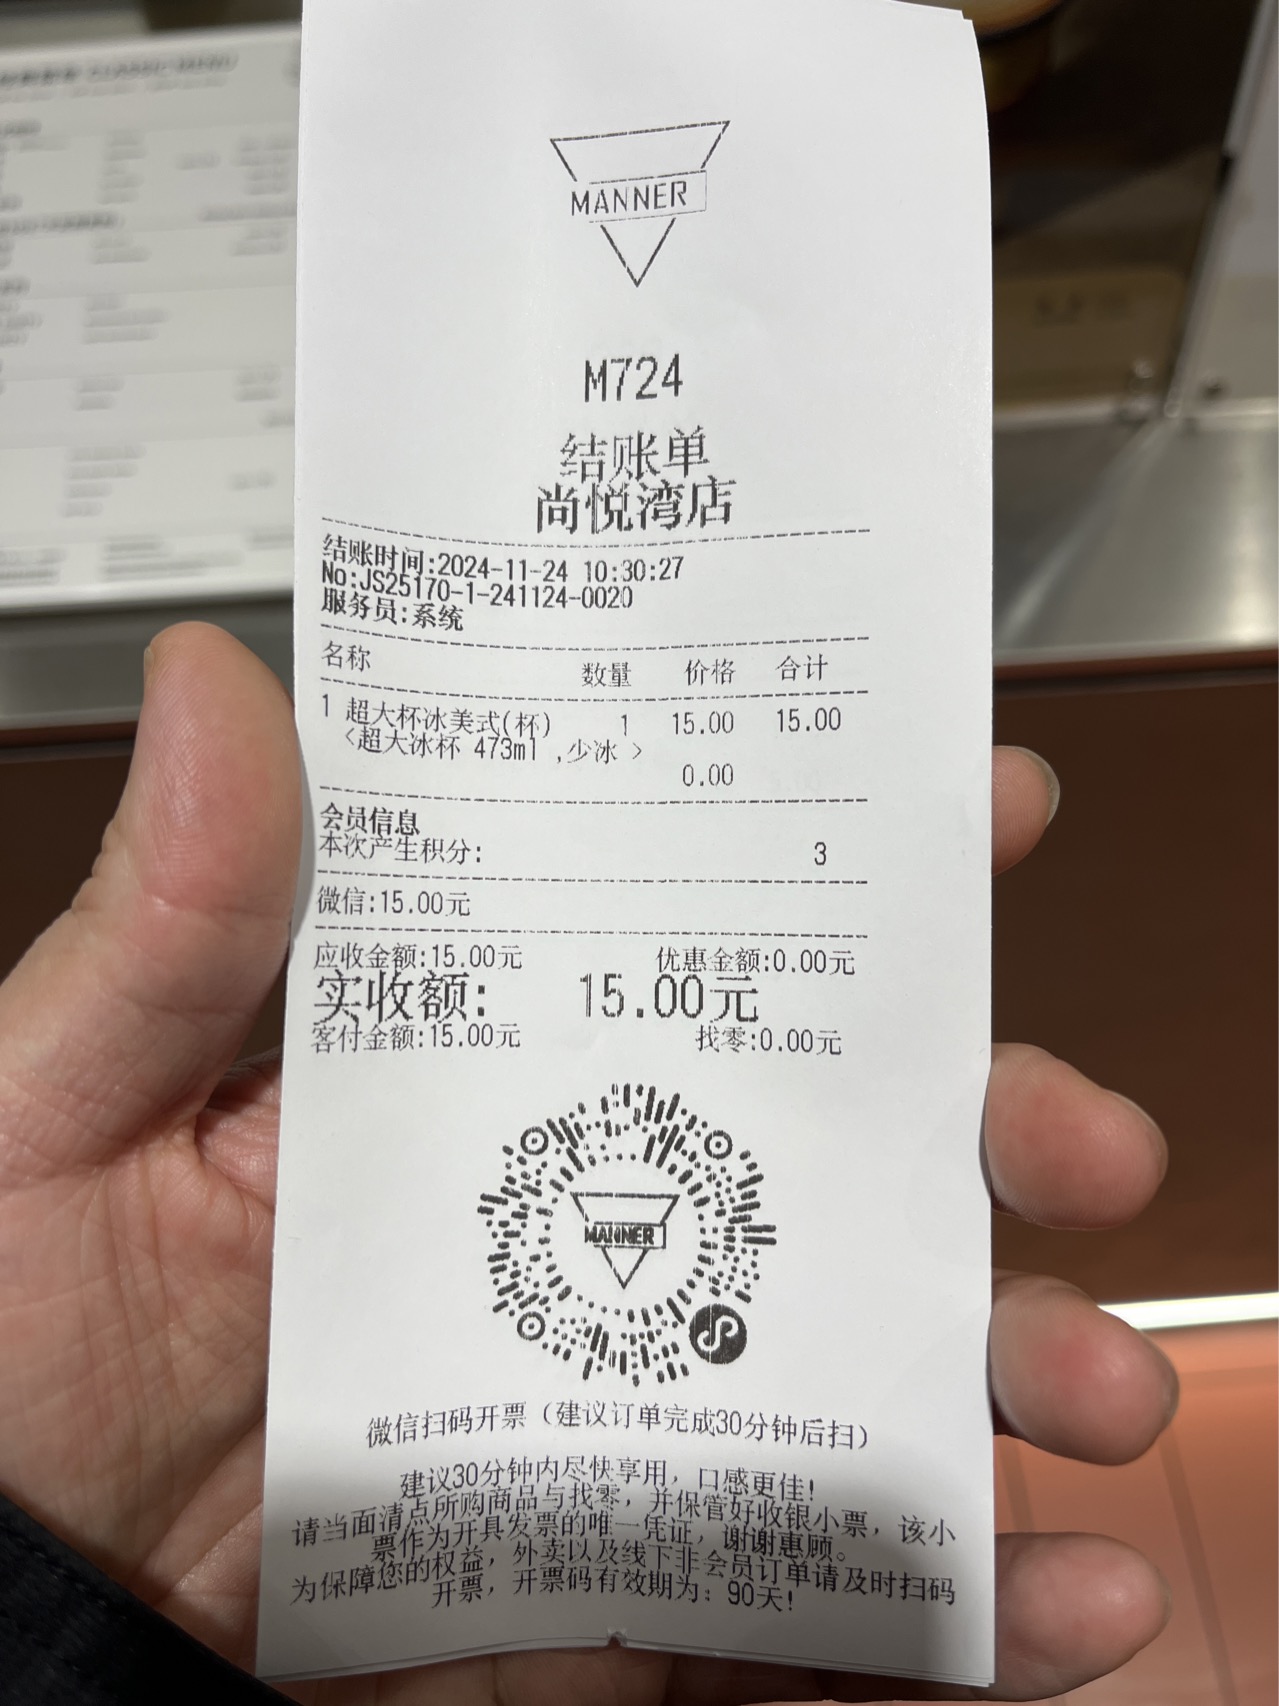 MANNER
M724
结账单
尚悦湾店
结账时间:2024-11-24 10:30:27
No:JS25170-1-241124-0020
服务员:系统
名称 数量 价格 合计
1 超大杯冰美式(杯) 1 15.00 15.00
<超大冰杯 473ml ,少冰 >
0.00
会员信息
本次产生积分: 3
微信:15.00元
应收金额:15.00元 优惠金额:0.00元
实收额: 15.00元
客付金额:15.00元 找零:0.00元
MANNER
微信扫码开票（建议订单完成30分钟后扫）
建议30分钟内尽快享用，口感更佳!
请当面清点所购商品与找零，并保管好收银小票，该小
票作为开具发票的唯一凭证，谢谢惠顾。
为保障您的权益，外卖以及线下非会员订单请及时扫码
开票，开票码有效期为：90天!